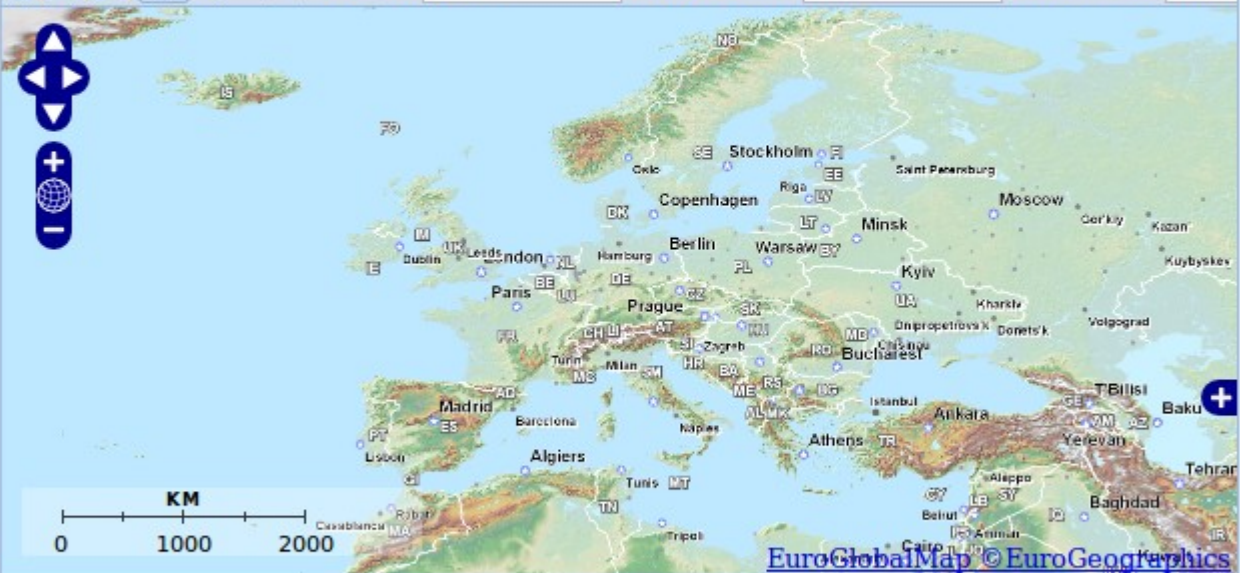 NO
IS
FO
SE
Stockholm
FI
Oslo
EE
Saint Petersburg
Riga
LV
Copenhagen
Moscow
DK
LT
Minsk
Gor'kiy
Kazan'
IM
UK
Leeds
London
Dublin
IE
NL
Hamburg
Berlin
Warsaw
BY
PL
Kuybyskev
BE
DE
LU
Kyiv
UA
Paris
CZ
Prague
SK
Kharkiv
Dnipropetrovs'k
Donets'k
Volgograd
FR
CH
LI
AT
HU
MD
Chisinau
SI
Zagreb
RO
Bucharest
Turin
Milan
HR
MC
SM
BA
RS
ME
BG
AD
T'Bilisi
GE
Madrid
ES
Barcelona
AL
MK
Istanbul
Ankara
AM
AZ
Baku
Naples
PT
Lisbon
Athens
TR
Yerevan
Algiers
Tehran
GI
Tunis
MT
Aleppo
CY
LB
SY
KM
TN
Baghdad
Rabat
Beirut
IQ
Casablanca
MA
Tripoli
Amman
IR
0 1000 2000
Cairo
EuroGlobalMap ©EuroGeographics